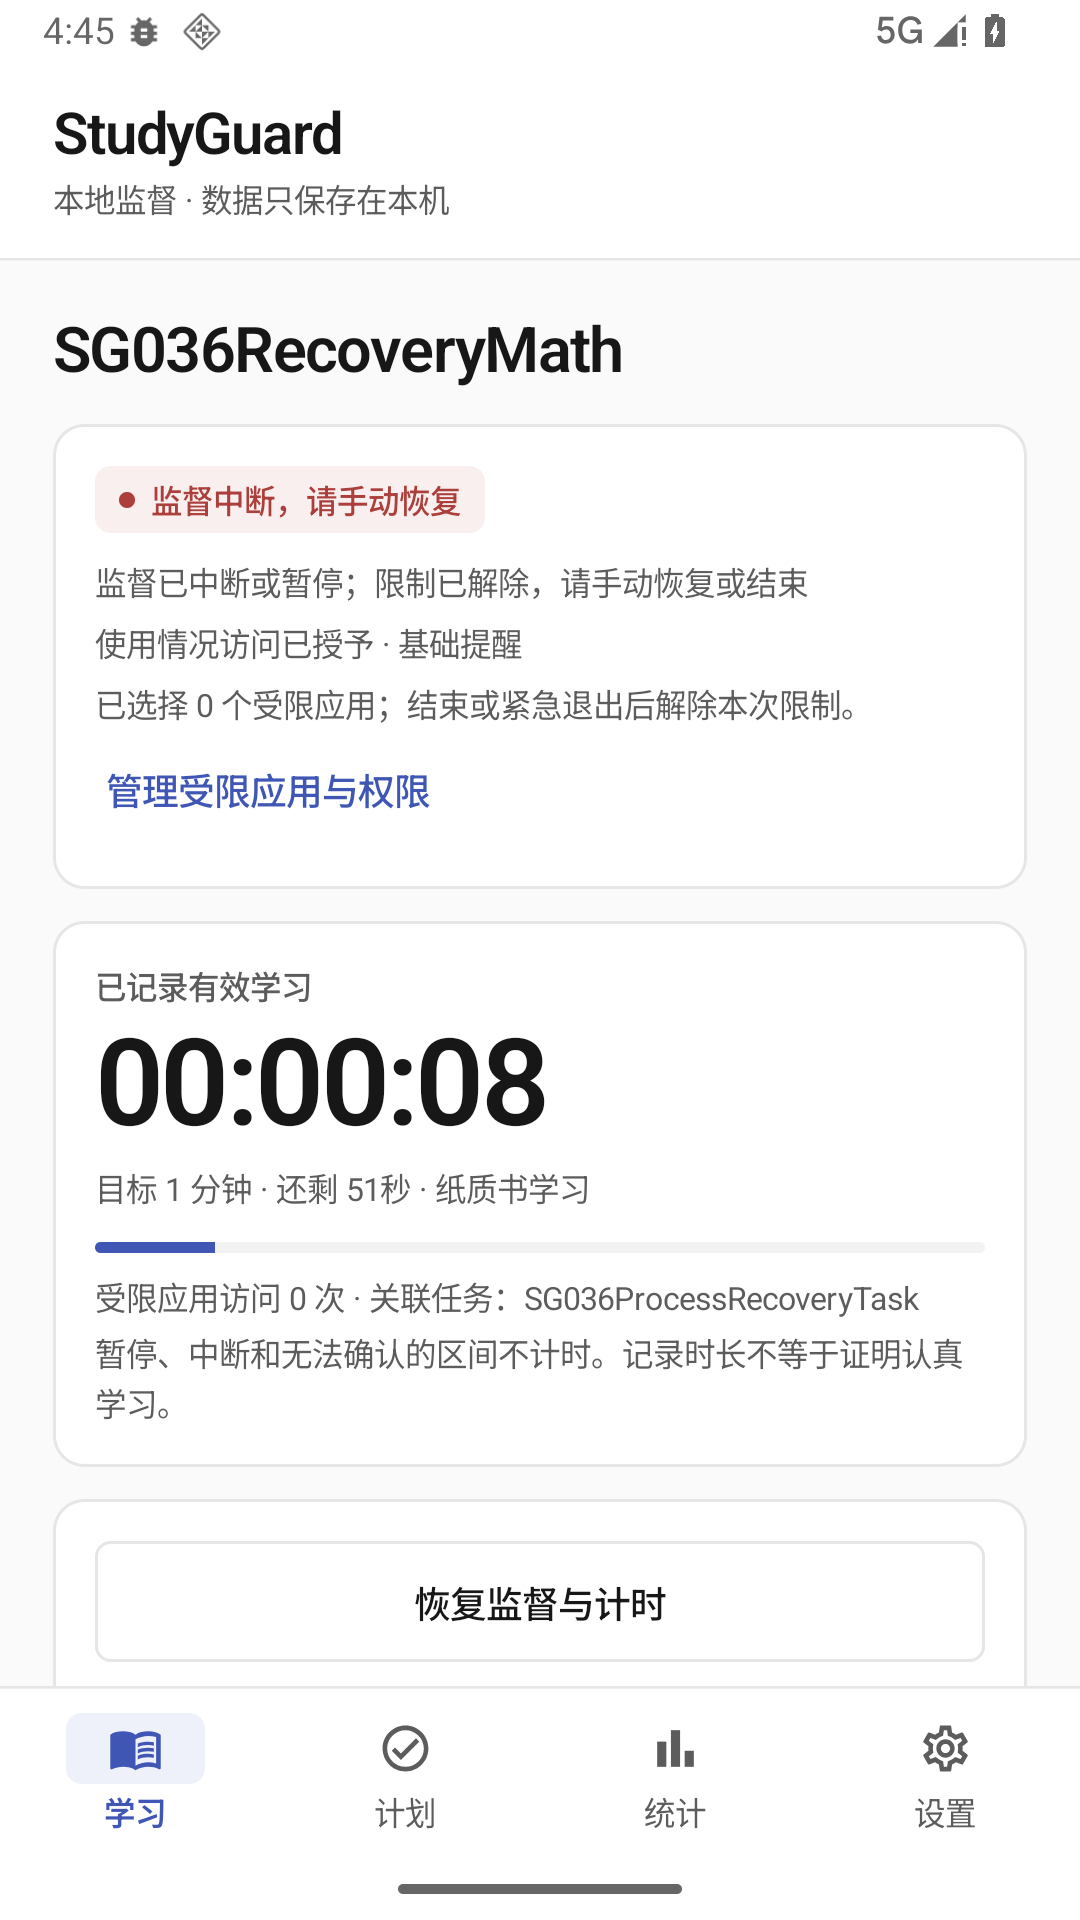 4:45
5G
StudyGuard
本地监督 · 数据只保存在本机
SG036RecoveryMath
监督中断，请手动恢复
监督已中断或暂停；限制已解除，请手动恢复或结束
使用情况访问已授予 · 基础提醒
已选择 0 个受限应用；结束或紧急退出后解除本次限制。
管理受限应用与权限
已记录有效学习
00:00:08
目标 1 分钟 · 还剩 51秒 · 纸质书学习
受限应用访问 0 次 · 关联任务：SG036ProcessRecoveryTask
暂停、中断和无法确认的区间不计时。记录时长不等于证明认真
学习。
恢复监督与计时
学习
计划
统计
设置